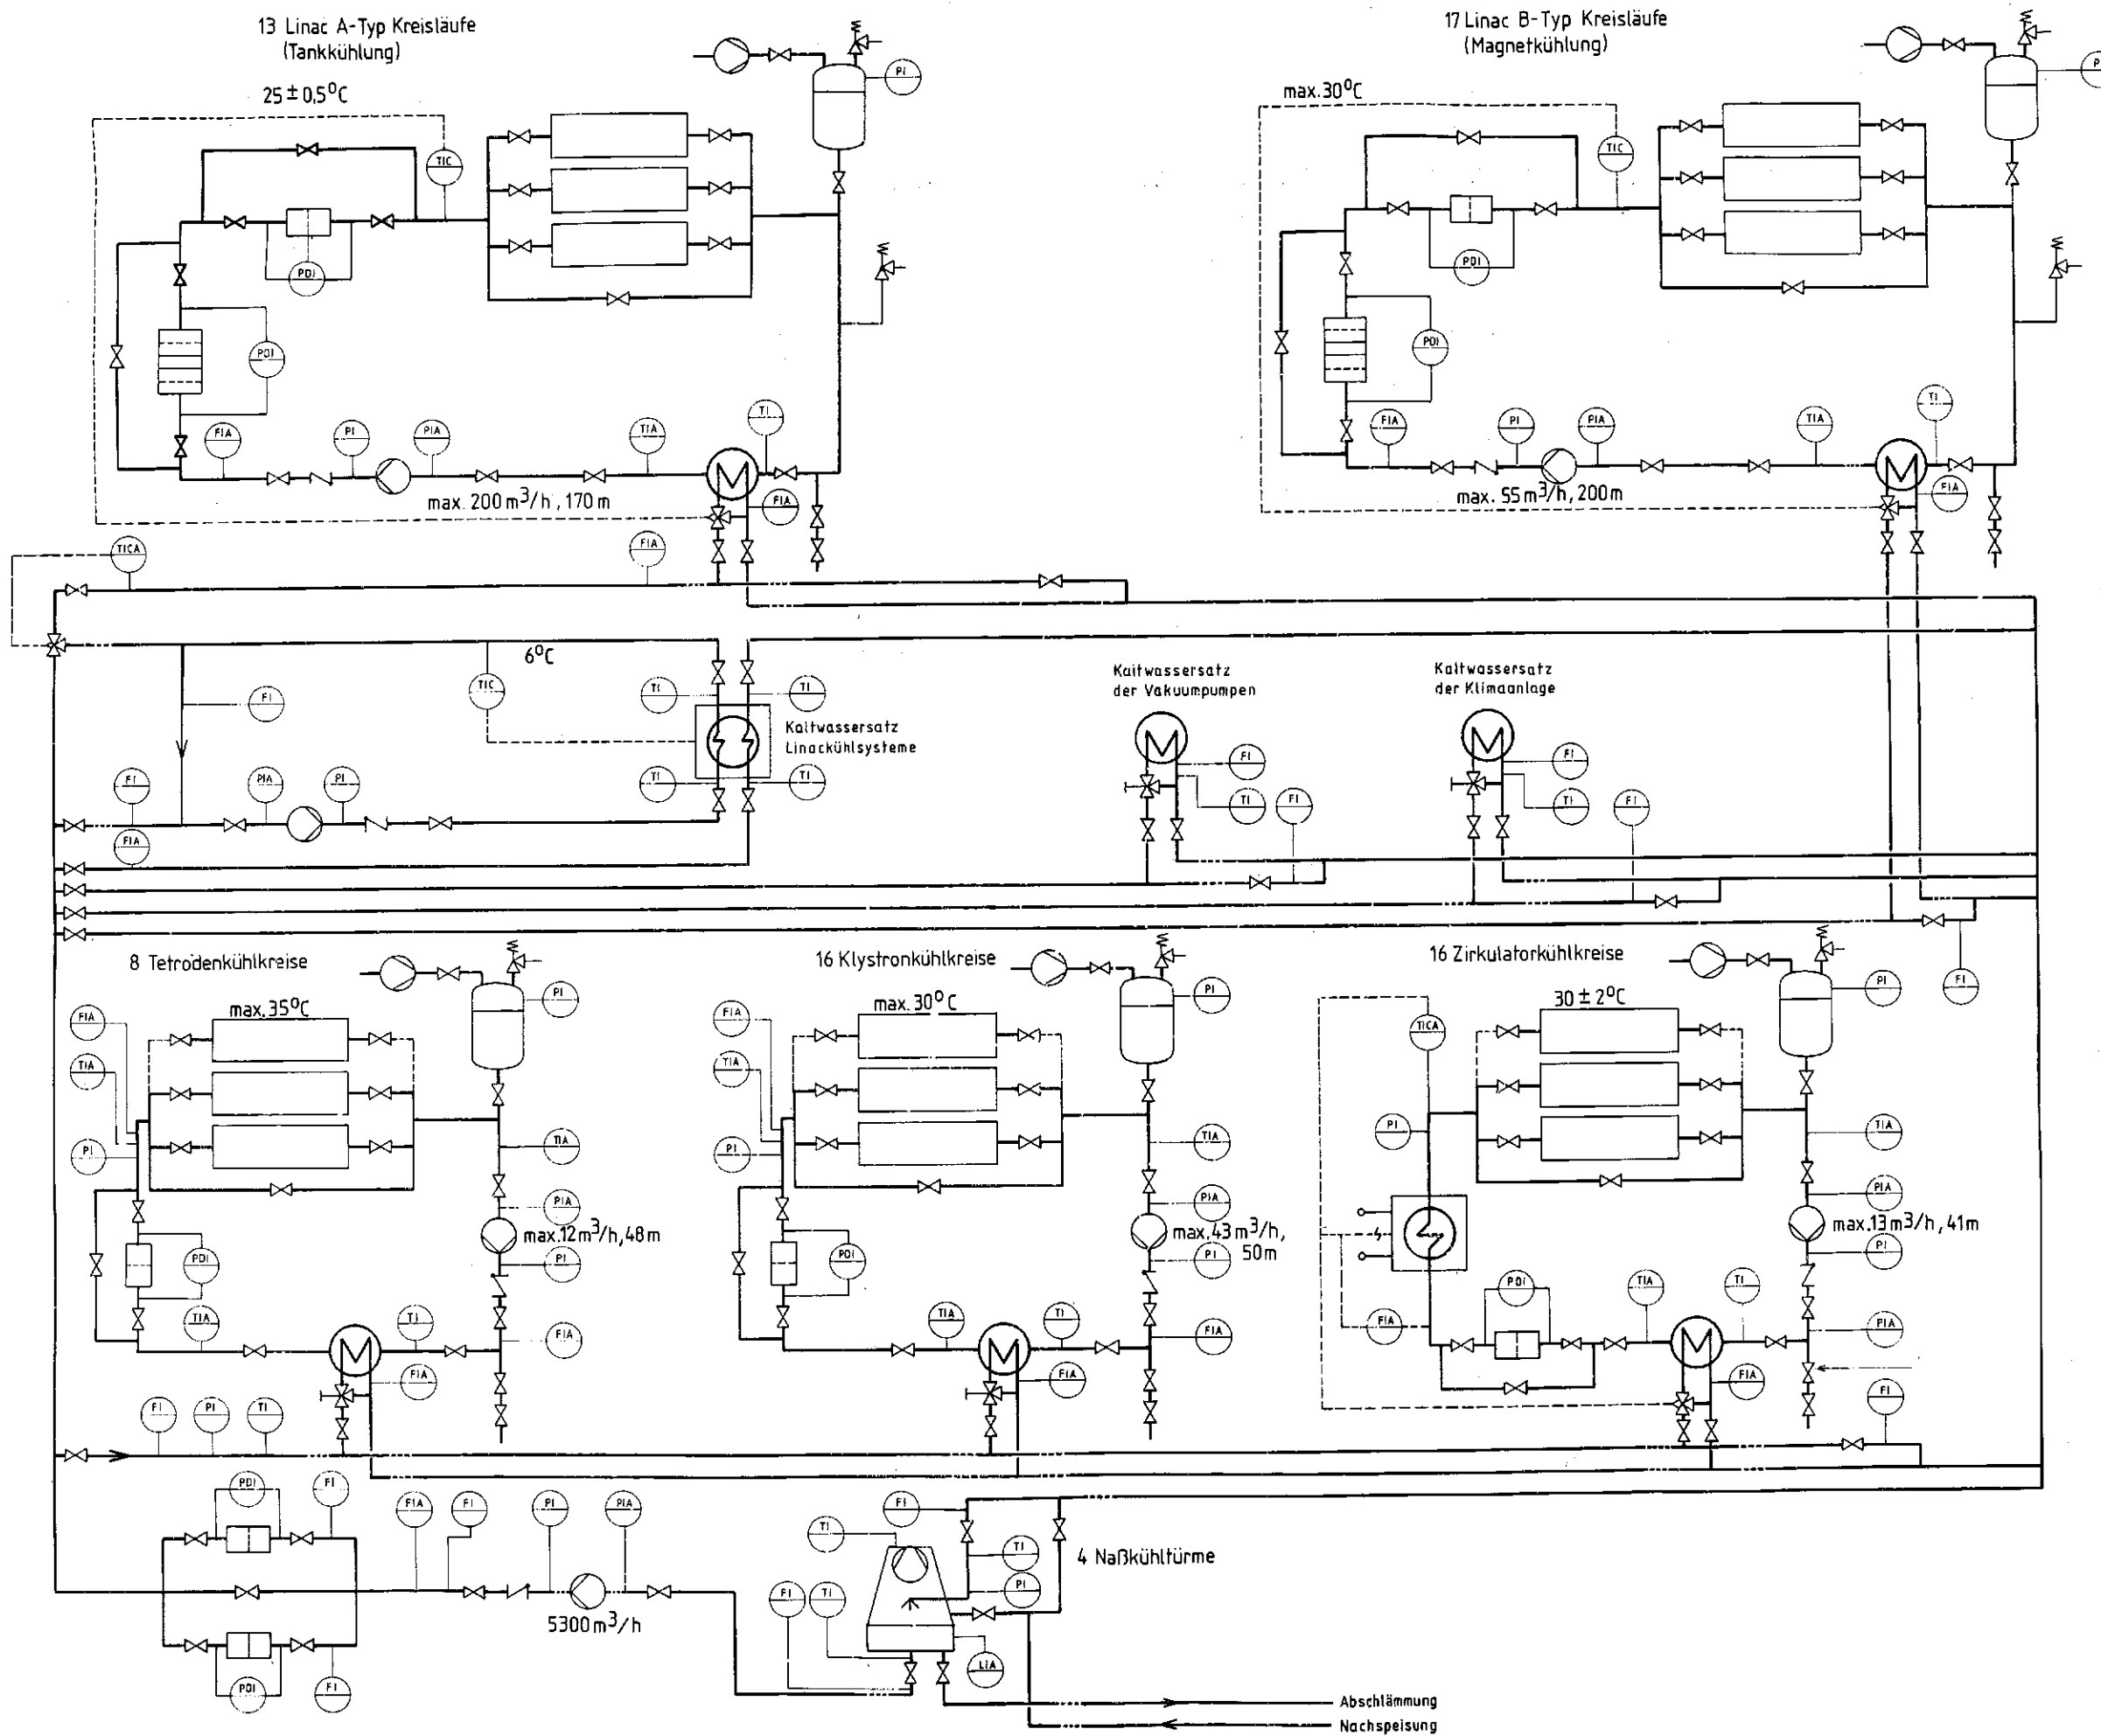 13 Linac A-Typ Kreisläufe
(Tankkühlung)
17 Linac B-Typ Kreisläufe
(Magnetkühlung)
25 ± 0,5°C
max. 30°C
PI
TIC
TIC
PDI
PDI
PDI
PDI
FIA
PI
PIA
TIA
TI
FIA
PI
PIA
TIA
TI
max. 200 m³/h, 170 m
FIA
max. 55 m³/h, 200 m
FIA
TICA
FIA
6°C
TIC
FI
TI
TI
Kaltwassersatz
Linackühlsysteme
TI
TI
Kaltwassersatz
der Vakuumpumpen
Kaltwassersatz
der Klimaanlage
FI
TI
FI
FI
TI
FI
FI
PIA
PI
FIA
8 Tetrodenkühlkreise
16 Klystronkühlkreise
16 Zirkulatorkühlkreise
PI
PI
PI
FI
max. 35°C
max. 30°C
30 ± 2°C
FIA
TIA
PI
TIA
PIA
max. 12 m³/h, 48 m
PI
PDI
TIA
TI
FIA
FIA
FIA
TIA
PI
TIA
PIA
max. 43 m³/h,
50 m
PI
PDI
TIA
TI
FIA
FIA
TICA
PI
TIA
PIA
max. 13 m³/h, 41 m
PI
PDI
TIA
TI
FIA
FIA
FIA
FI
FI
PI
TI
PDI
FI
FIA
FI
PI
PIA
5300 m³/h
PDI
FI
FI
TI
TI
PI
4 Naßkühltürme
FI
TI
LIA
Abschlämmung
Nachspeisung